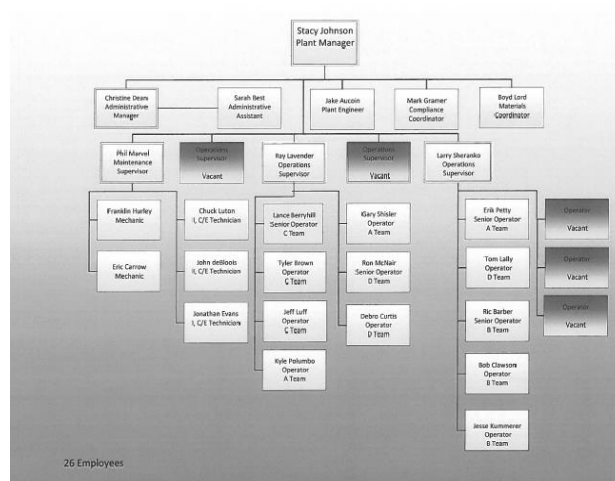 Stacy Johnson
Plant Manager
Christine Dears
Administrative
Manager
Sarah Best
Administrative
Assistant
Jake Aucoin
Plant Engineer
Mark Gramer
Compliance
Coordinator
Boyd Lord
Materials
Coordinator
Phil Marvel
Maintenance
Supervisor
Operations
Supervisor
Vacant
Ray Lavender
Operations
Supervisor
Operations
Supervisor
Vacant
Larry Sheranko
Operations
Supervisor
Franklin Hurley
Mechanic
Chuck Luton
I, C/E Technician
Lance Berryhill
Senior Operator
C Team
Gary Shisler
Operator
A Team
Erik Petty
Senior Operator
A Team
Operator
Vacant
Eric Carrow
Mechanic
John deBloois
I, C/E Technician
Tyler Brown
Operator
C Team
Ron McNair
Senior Operator
D Team
Tom Lally
Operator
D Team
Operator
Vacant
Jonathan Evans
I, C/E Technician
Jeff Luff
Operator
C Team
Debro Curtis
Operator
D Team
Ric Barber
Senior Operator
B Team
Operator
Vacant
Kyle Polumbo
Operator
A Team
Bob Clawson
Operator
B Team
Jesse Kummerer
Operator
B Team
26 Employees